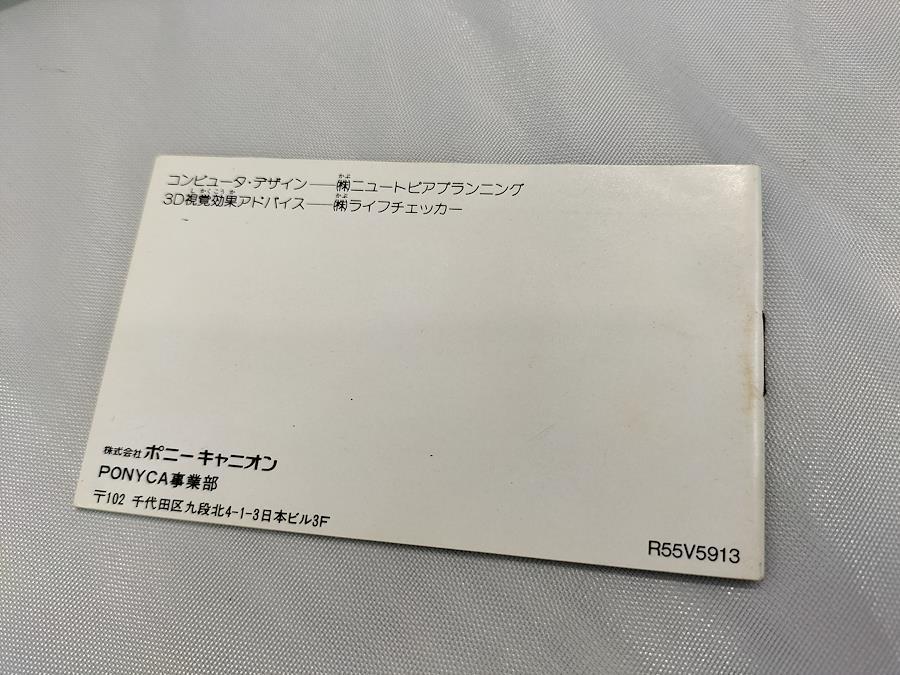 コンピュータ・デザイン――㈱ニュートピアプランニング
3D視覚効果アドバイス――㈱ライフチェッカー
株式会社 ポニーキャニオン
PONYCA事業部
〒102 千代田区九段北4-1-3日本ビル3F
R55V5913